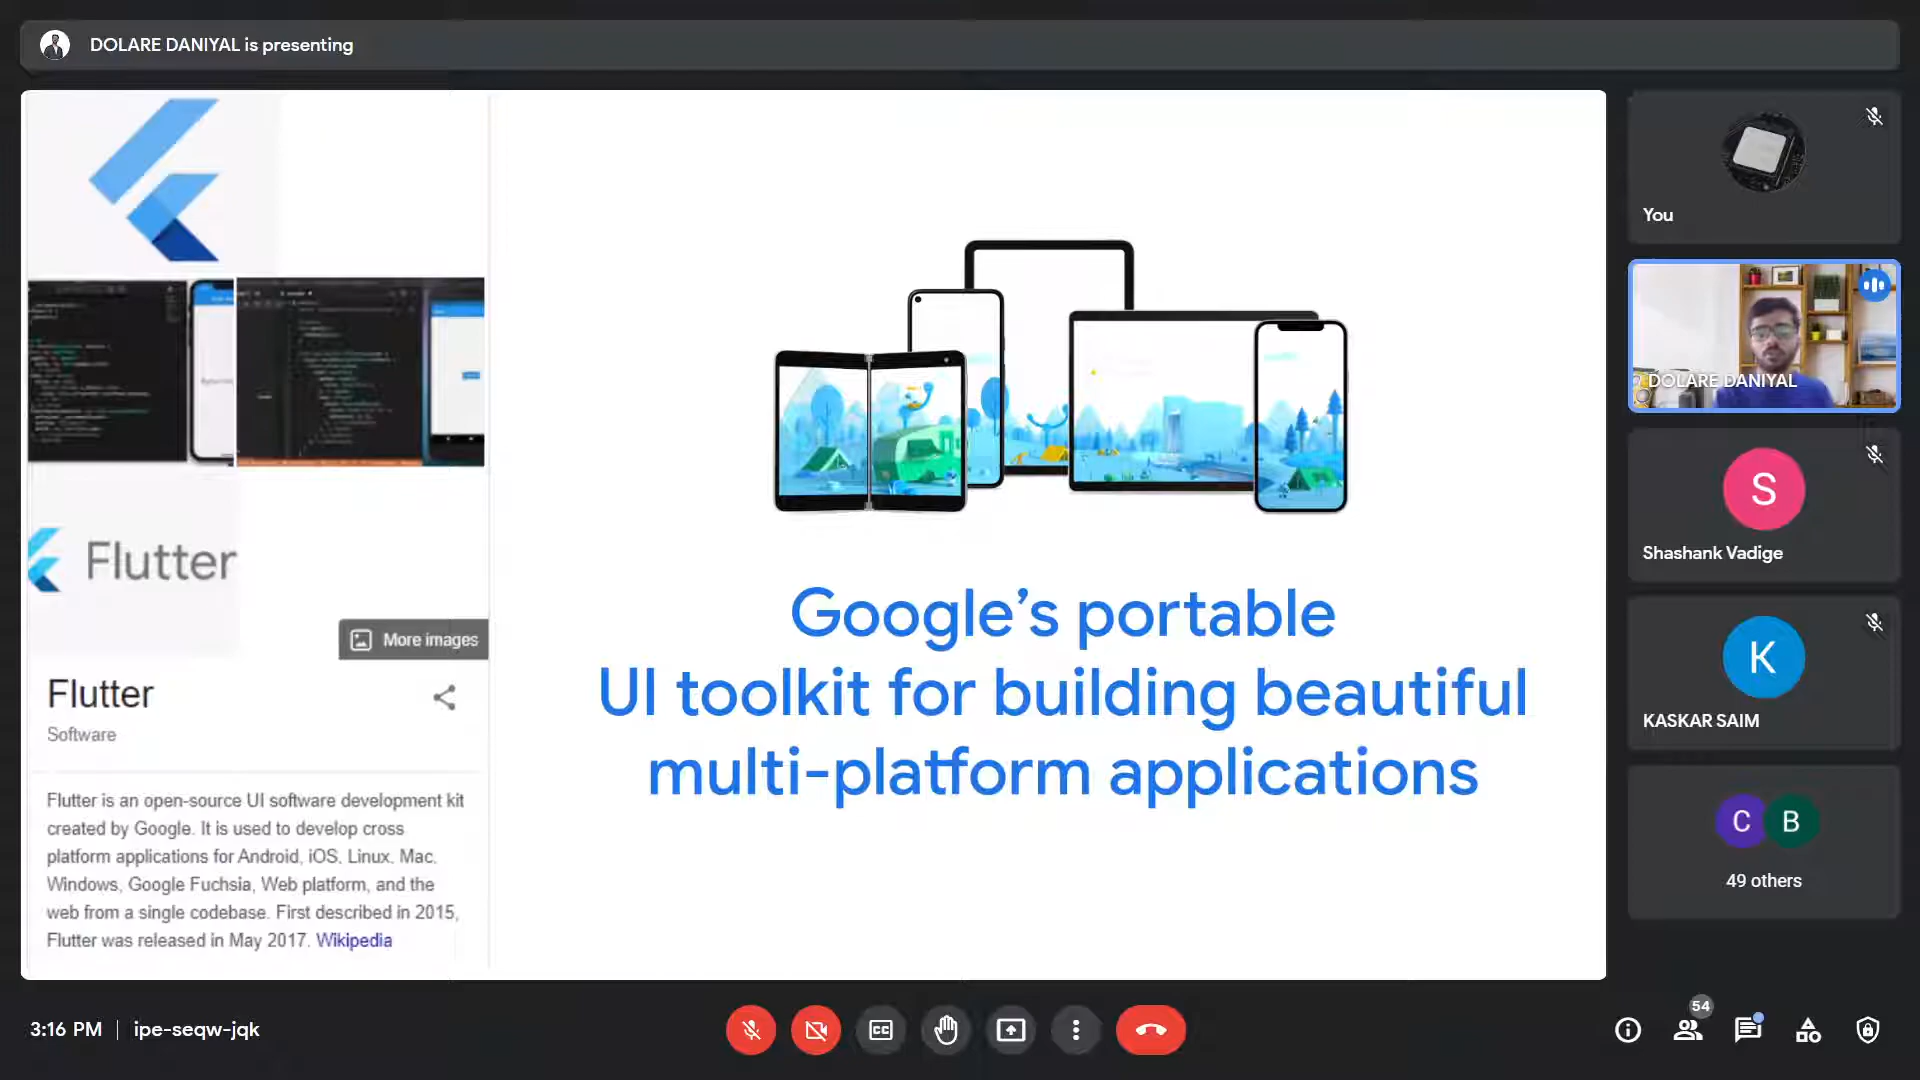 DOLARE DANIYAL is presenting
Flutter
More images
Flutter
Software
Flutter is an open-source UI software development kit
created by Google. It is used to develop cross
platform applications for Android, iOS, Linux, Mac,
Windows, Google Fuchsia, Web platform, and the
web from a single codebase. First described in 2015,
Flutter was released in May 2017. Wikipedia
Google’s portable
UI toolkit for building beautiful
multi-platform applications
You
DOLARE DANIYAL
S
Shashank Vadige
K
KASKAR SAIM
C B
49 others
3:16 PM | ipe-seqw-jqk
CC
54